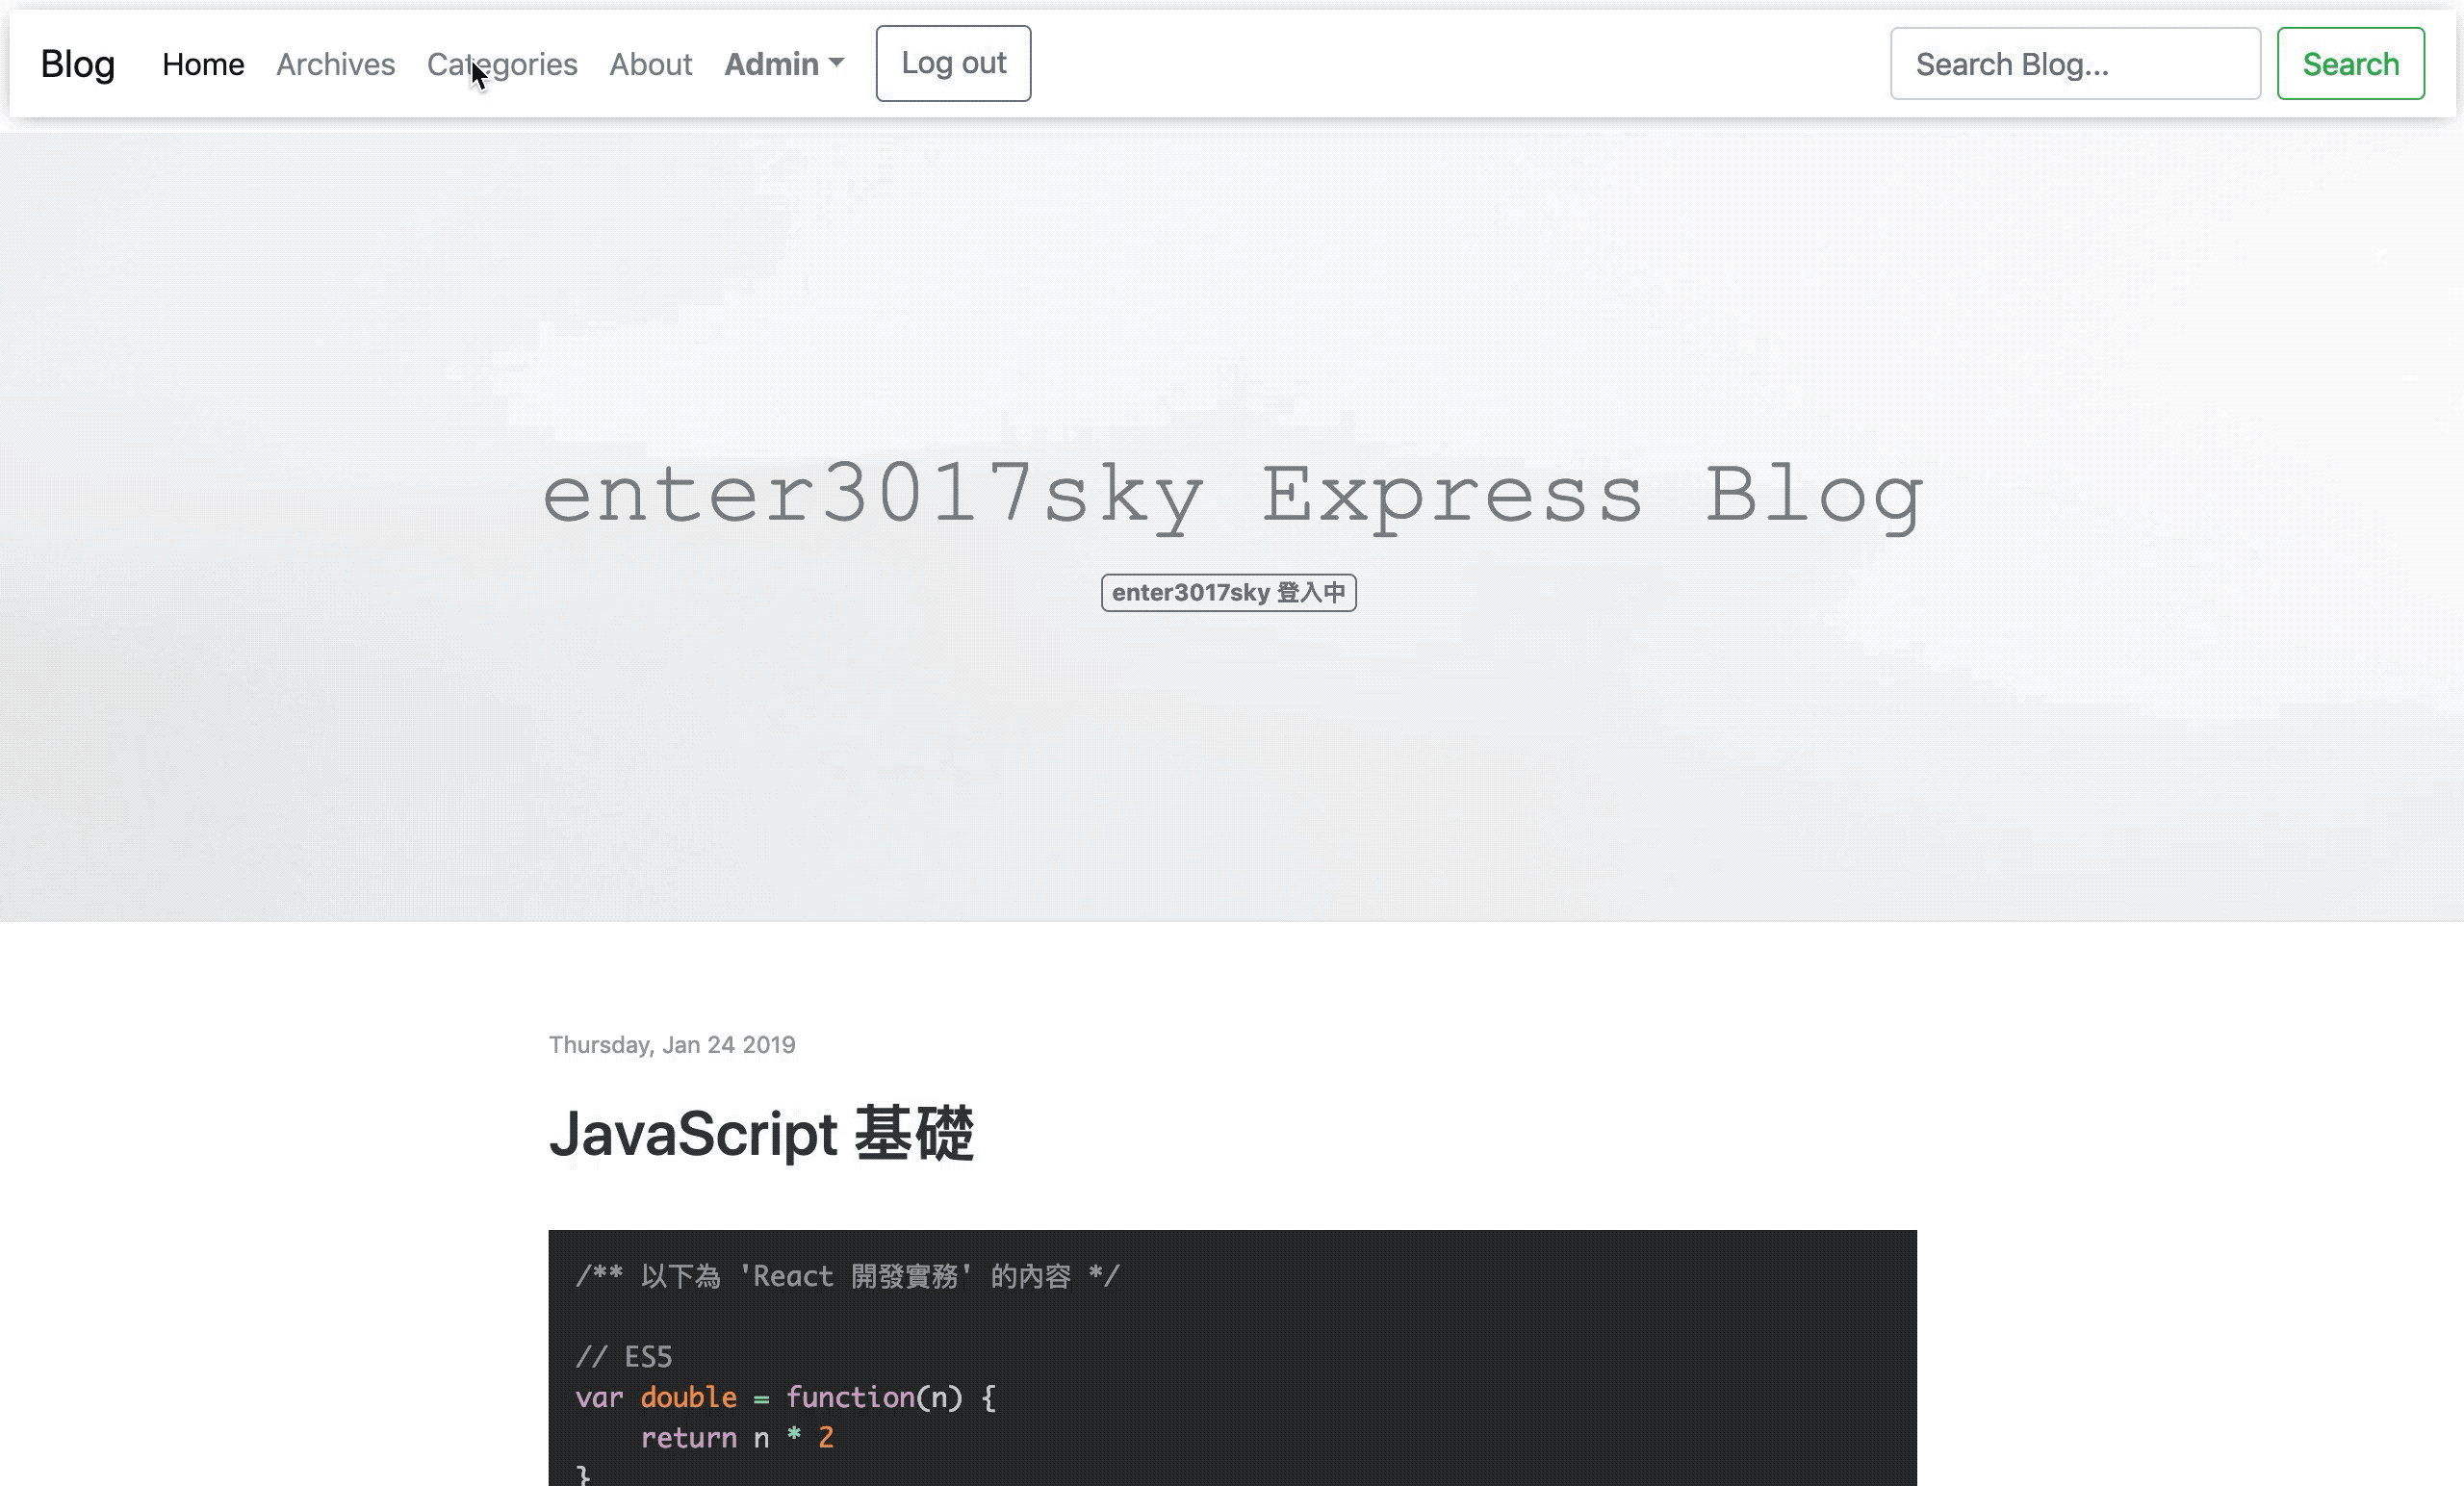 Blog Home Archives Categories About Admin Log out Search Blog... Search
enter3017sky Express Blog
enter3017sky 登入中
Thursday, Jan 24 2019
JavaScript 基礎
/** 以下為 'React 開發實務' 的內容 */
// ES5
var double = function(n) {
    return n * 2
}